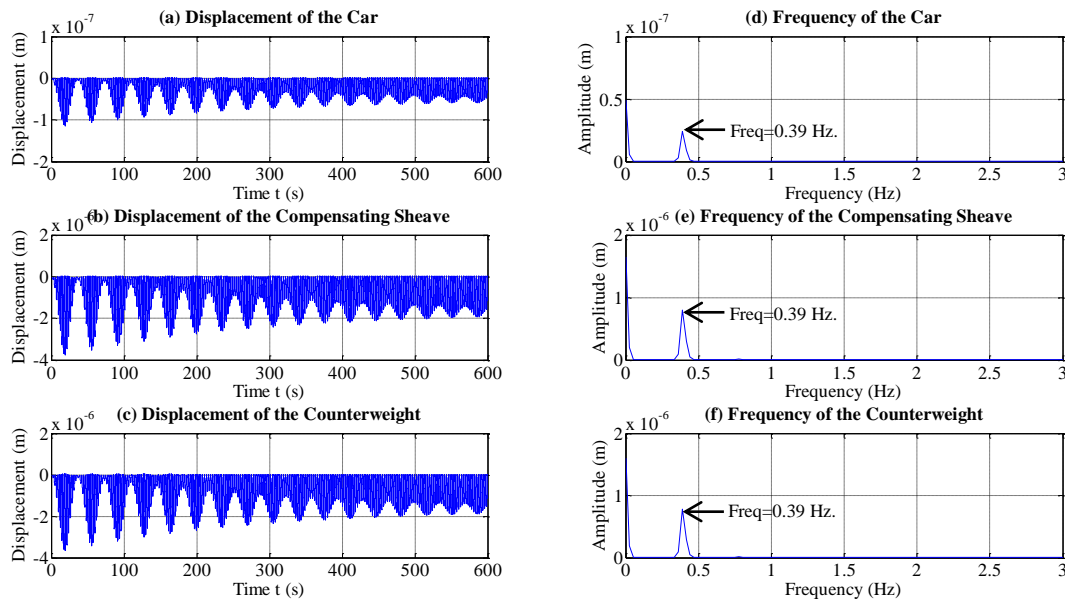 (a) Displacement of the Car
x 10-7
1
0
-1
-2
Displacement (m)
0 100 200 300 400 500 600
Time t (s)
(d) Frequency of the Car
x 10-7
1
0.5
0
Amplitude (m)
Freq=0.39 Hz.
0 0.5 1 1.5 2 2.5 3
Frequency (Hz)
(b) Displacement of the Compensating Sheave
x 10-6
2
0
-2
-4
Displacement (m)
0 100 200 300 400 500 600
Time t (s)
(e) Frequency of the Compensating Sheave
x 10-6
2
1
0
Amplitude (m)
Freq=0.39 Hz.
0 0.5 1 1.5 2 2.5 3
Frequency (Hz)
(c) Displacement of the Counterweight
x 10-6
2
0
-2
-4
Displacement (m)
0 100 200 300 400 500 600
Time t (s)
(f) Frequency of the Counterweight
x 10-6
2
1
0
Amplitude (m)
Freq=0.39 Hz.
0 0.5 1 1.5 2 2.5 3
Frequency (Hz)